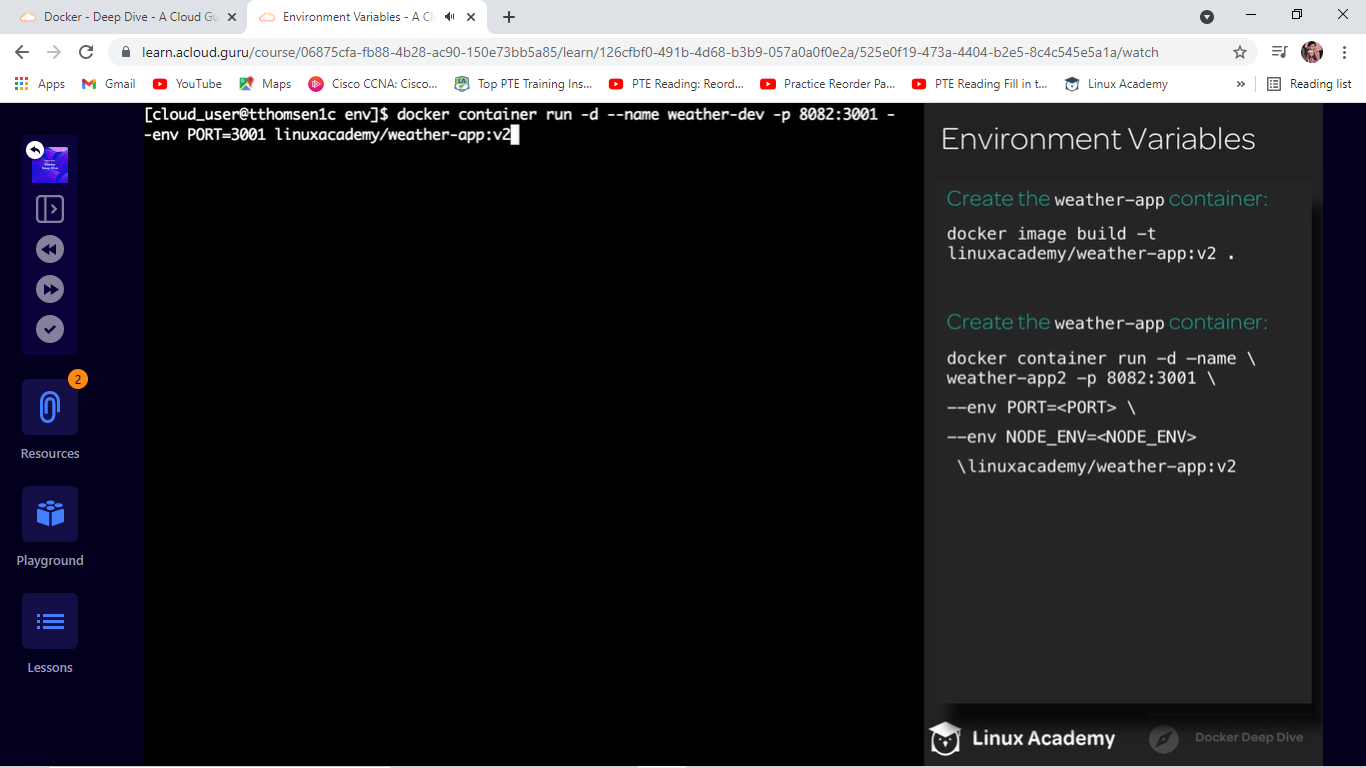 Docker - Deep Dive - A Cloud Gu
Environment Variables - A Cl
learn.acloud.guru/course/06875cfa-fb88-4b28-ac90-150e73bb5a85/learn/126cfbf0-491b-4d68-b3b9-057a0a0f0e2a/525e0f19-473a-4404-b2e5-8c4c545e5a1a/watch
Apps
Gmail
YouTube
Maps
Cisco CCNA: Cisco...
Top PTE Training Ins...
PTE Reading: Reord...
Practice Reorder Pa...
PTE Reading Fill in t...
Linux Academy
»
Reading list
[cloud_user@tthomsen1c env]$ docker container run -d --name weather-dev -p 8082:3001 -
-env PORT=3001 linuxacademy/weather-app:v2
Docker
Deep Dive
2
Resources
Playground
Lessons
Environment Variables
Create the weather-app container:
docker image build -t
linuxacademy/weather-app:v2 .
Create the weather-app container:
docker container run -d -name \
weather-app2 -p 8082:3001 \
--env PORT=<PORT> \
--env NODE_ENV=<NODE_ENV>
\linuxacademy/weather-app:v2
Linux Academy
Docker Deep Dive